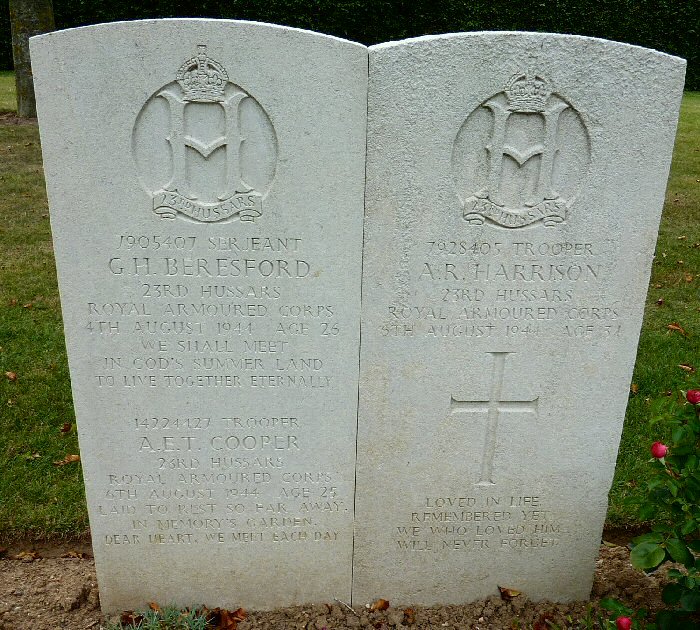 H
23RD HUSSARS
7905407 SERJEANT
G.H. BERESFORD
23RD HUSSARS
ROYAL ARMOURED CORPS
4TH AUGUST 1944 AGE 26
WE SHALL MEET
IN GOD'S SUMMER LAND
TO LIVE TOGETHER ETERNALLY
14224427 TROOPER
A.E.T. COOPER
23RD HUSSARS
ROYAL ARMOURED CORPS
6TH AUGUST 1944 AGE 25
LAID TO REST SO FAR AWAY.
IN MEMORY'S GARDEN,
DEAR HEART, WE MEET EACH DAY
H
23RD HUSSARS
7928405 TROOPER
A.R. HARRISON
23RD HUSSARS
ROYAL ARMOURED CORPS
AUGUST 1944 AGE 34
LOVED IN LIFE
REMEMBERED YET
WE WHO LOVED HIM
WILL NEVER FORGET